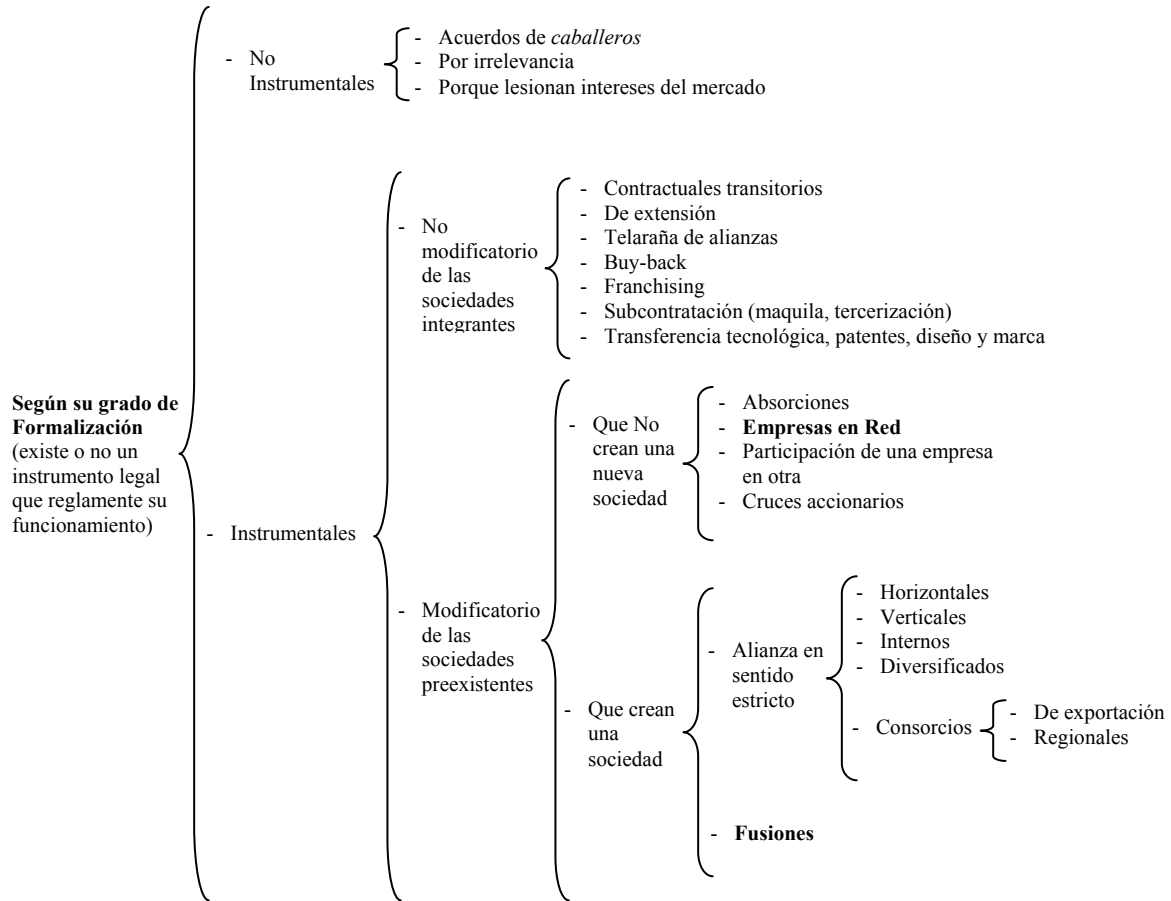 Según su grado de
Formalización
(existe o no un
instrumento legal
que reglamente su
funcionamiento)
- No
Instrumentales
- Acuerdos de caballeros
- Por irrelevancia
- Porque lesionan intereses del mercado
- Instrumentales
- No
modificatorio
de las
sociedades
integrantes
- Contractuales transitorios
- De extensión
- Telaraña de alianzas
- Buy-back
- Franchising
- Subcontratación (maquila, tercerización)
- Transferencia tecnológica, patentes, diseño y marca
- Modificatorio
de las
sociedades
preexistentes
- Que No
crean una
nueva
sociedad
- Absorciones
- Empresas en Red
- Participación de una empresa
en otra
- Cruces accionarios
- Que crean
una
sociedad
- Alianza en
sentido
estricto
- Horizontales
- Verticales
- Internos
- Diversificados
- Consorcios
- De exportación
- Regionales
- Fusiones